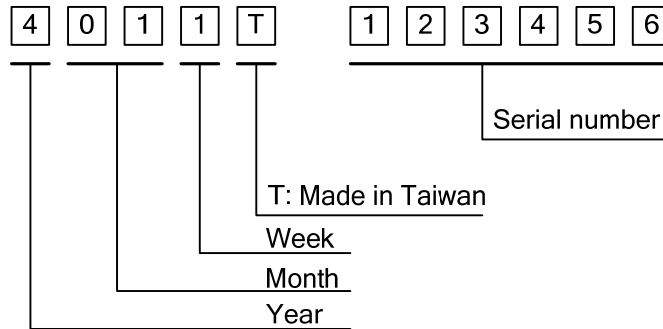 4 0 1 1 T 1 2 3 4 5 6
Serial number
T: Made in Taiwan
Week
Month
Year